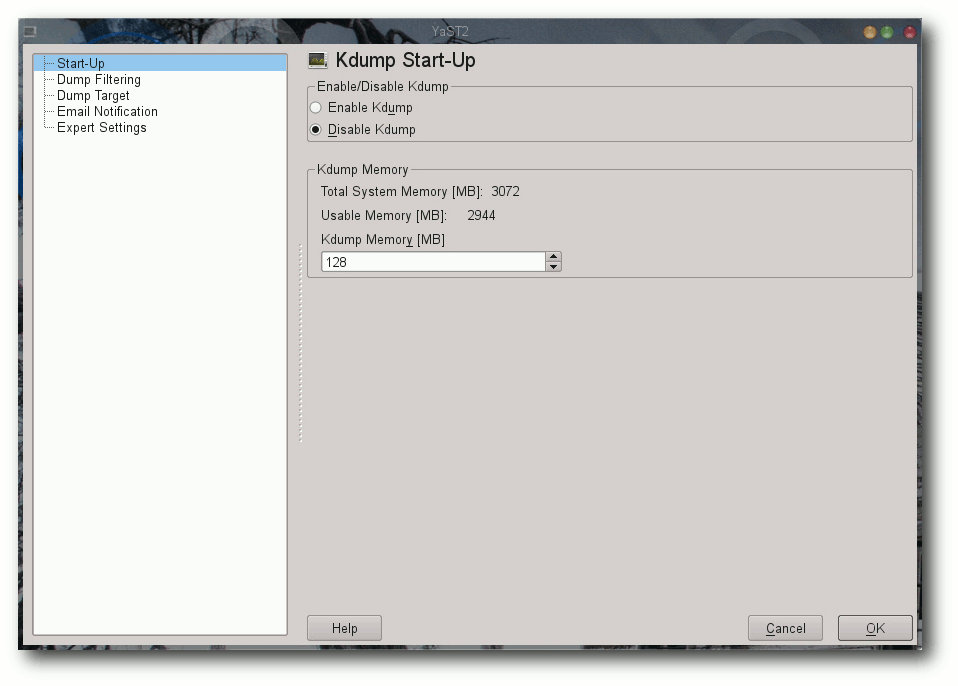 YaST2
Start-Up
Dump Filtering
Dump Target
Email Notification
Expert Settings
Kdump Start-Up
Enable/Disable Kdump
Enable Kdump
Disable Kdump
Kdump Memory
Total System Memory [MB]: 3072
Usable Memory [MB]: 2944
Kdump Memory [MB]
128
Help
Cancel
OK